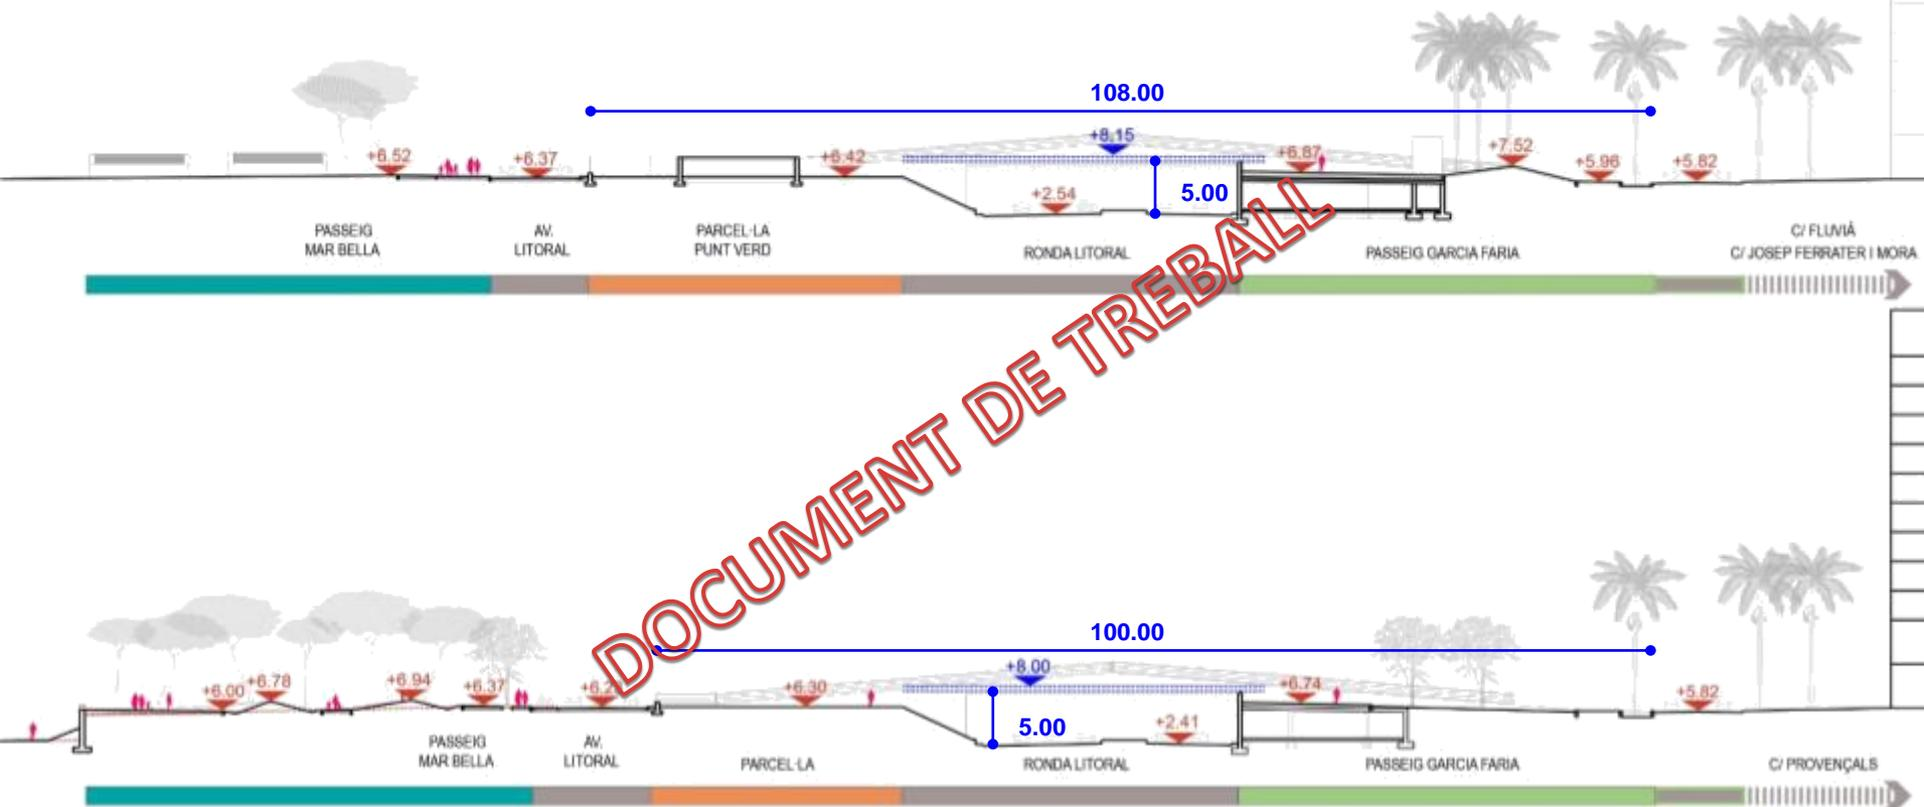 108.00
+8.15
+6.52
+6.37
+6.42
+6.87
+7.52
+5.96
+5.82
+2.54
5.00
PASSEIG
MAR BELLA
AV.
LITORAL
PARCEL·LA
PUNT VERD
RONDA LITORAL
PASSEIG GARCIA FARIA
C/ FLUVIÀ
C/ JOSEP FERRATER I MORA
DOCUMENT DE TREBALL
100.00
+8.00
+6.00
+6.78
+6.94
+6.37
+6.30
+6.74
+5.82
5.00
+2.41
PASSEIG
MAR BELLA
AV.
LITORAL
PARCEL·LA
RONDA LITORAL
PASSEIG GARCIA FARIA
C/ PROVENÇALS